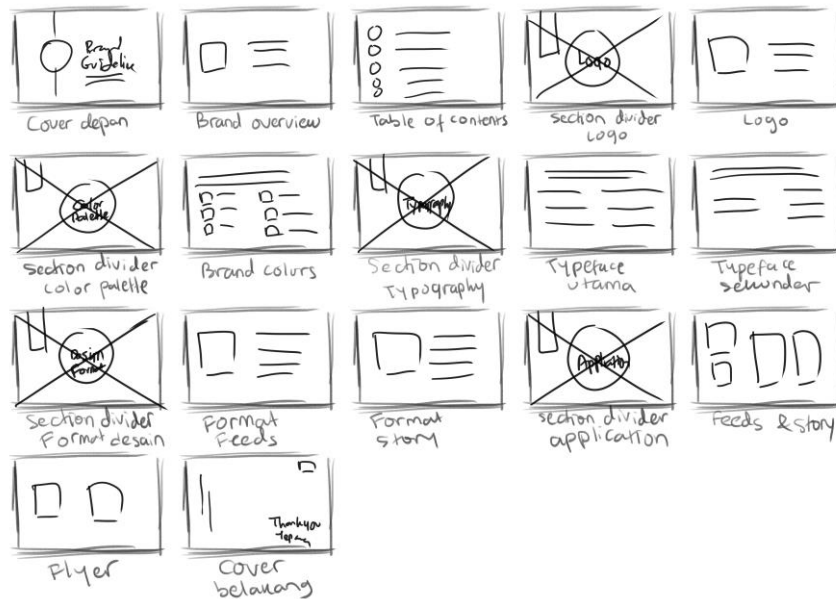 Brand
Guideline
Cover depan
Brand overview
Table of contents
Logo
section divider
Logo
Logo
Color
Palette
section divider
color palette
Brand colors
Typography
Section divider
Typography
Typeface
utama
Typeface
sekunder
Design
Format
Section divider
Format desain
Format
Feeds
Format
story
Application
section divider
application
Feeds & story
Flyer
Thankyou
Cover
belakang